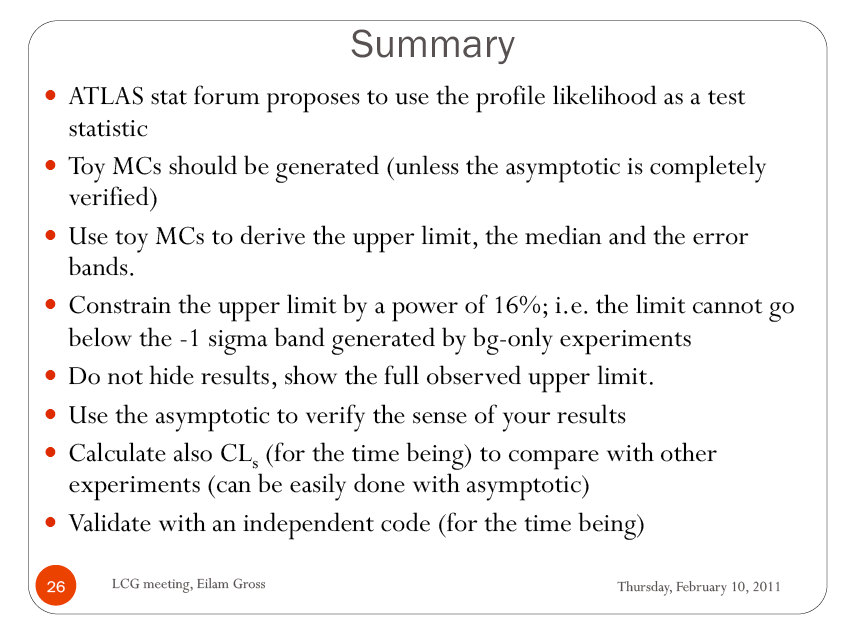 Summary
• ATLAS stat forum proposes to use the profile likelihood as a test
statistic
• Toy MCs should be generated (unless the asymptotic is completely
verified)
• Use toy MCs to derive the upper limit, the median and the error
bands.
• Constrain the upper limit by a power of 16%; i.e. the limit cannot go
below the -1 sigma band generated by bg-only experiments
• Do not hide results, show the full observed upper limit.
• Use the asymptotic to verify the sense of your results
• Calculate also CLs (for the time being) to compare with other
experiments (can be easily done with asymptotic)
• Validate with an independent code (for the time being)
26 LCG meeting, Eilam Gross Thursday, February 10, 2011